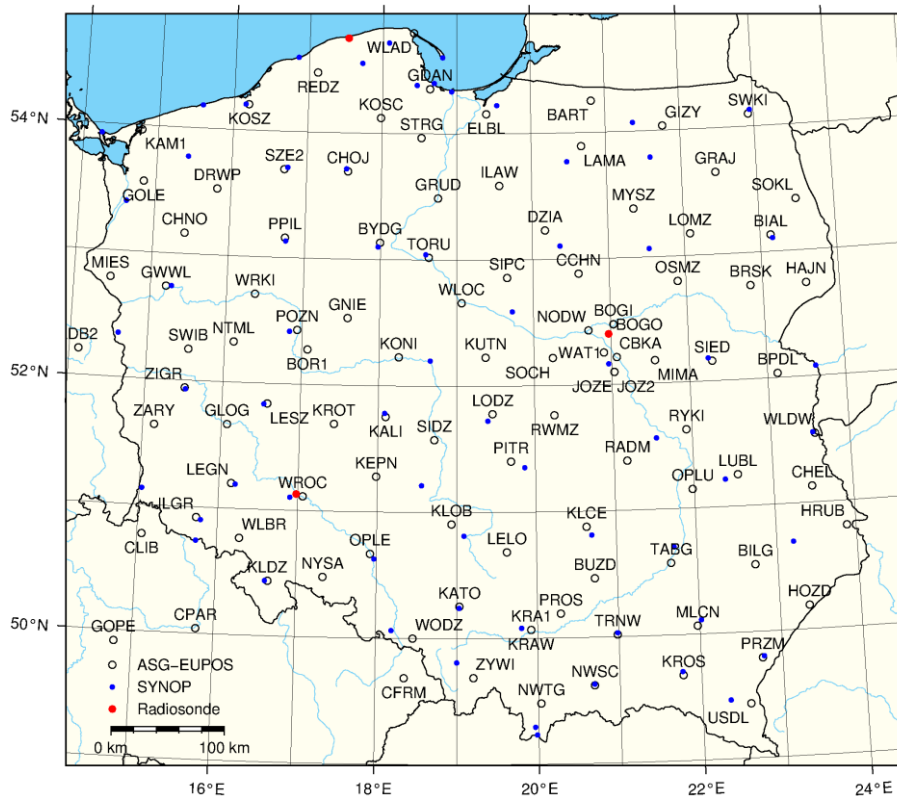 WLAD
REDZ
GDAN
54°N
KOSZ
KOSC
STRG
ELBL
BART
GIZY
SWKI
KAM1
SZE2
CHOJ
LAMA
GRAJ
GOLE
DRWP
GRUD
ILAW
MYSZ
SOKL
CHNO
PPIL
BYDG
TORU
DZIA
LOMZ
BIAL
MIES
GWWL
WRKI
GNIE
SIPC
CCHN
OSMZ
BRSK
HAJN
WLOC
DB2
SWIB
NTML
POZN
BOR1
KONI
KUTN
NODW
BOGI
BOGO
SOCH
WAT1
CBKA
SIED
BPDL
52°N
ZIGR
JOZE
JOZ2
MIMA
ZARY
GLOG
LESZ
KROT
KALI
SIDZ
LODZ
RWMZ
RYKI
WLDW
PITR
RADM
LEGN
WROC
KEPN
OPLU
LUBL
CHEL
JLGR
CLIB
WLBR
KLOB
KLCE
HRUB
OPLE
LELO
TABG
BILG
KLDZ
NYSA
BUZD
HOZD
CPAR
KATO
PROS
50°N
GOPE
WODZ
KRA1
KRAW
TRNW
MLCN
ASG−EUPOS
ZYWI
KROS
PRZM
SYNOP
CFRM
NWTG
NWSC
USDL
Radiosonde
0 km
100 km
16°E
18°E
20°E
22°E
24°E